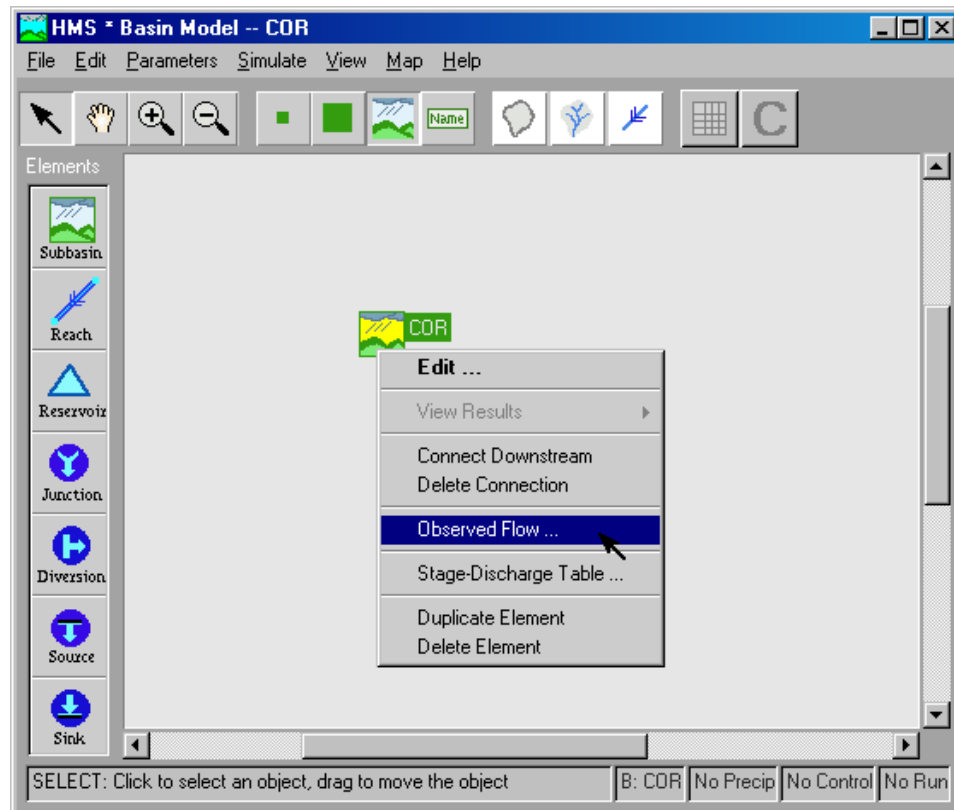 HMS * Basin Model -- COR
File Edit Parameters Simulate View Map Help
Name
C
Elements
Subbasin
Reach
Reservoir
Junction
Diversion
Source
Sink
COR
Edit ...
View Results
Connect Downstream
Delete Connection
Observed Flow ...
Stage-Discharge Table ...
Duplicate Element
Delete Element
SELECT: Click to select an object, drag to move the object B: COR No Precip No Control No Run